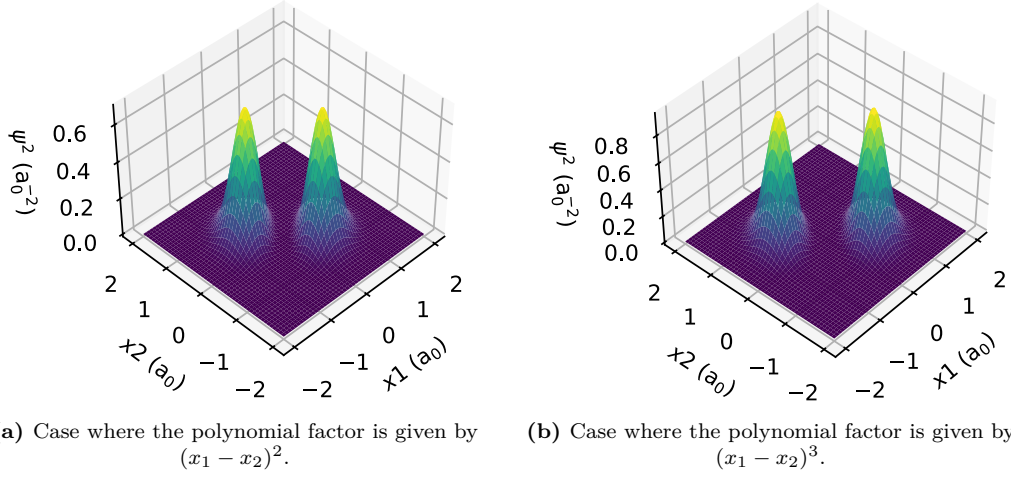 ψ² (a₀⁻²)
0.6
0.4
0.2
0.0
2
1
0
−1
−2
x2 (a₀)
−2
−1
0
1
2
x1 (a₀)
ψ² (a₀⁻²)
0.8
0.6
0.4
0.2
0.0
2
1
0
−1
−2
x2 (a₀)
−2
−1
0
1
2
x1 (a₀)
a) Case where the polynomial factor is given by
(x₁ − x₂)².
(b) Case where the polynomial factor is given by
(x₁ − x₂)³.